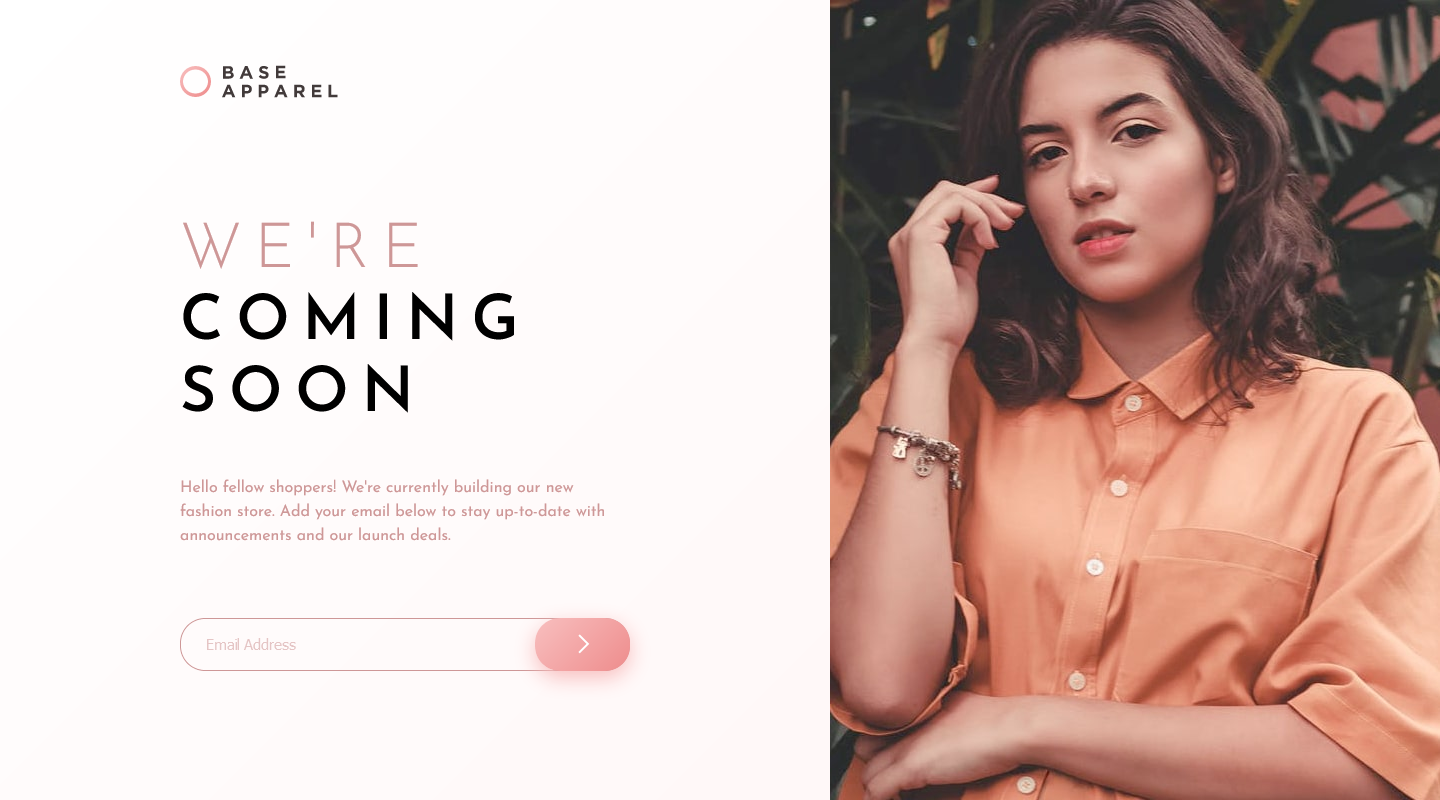 BASE
APPAREL
WE'RE
COMING
SOON
Hello fellow shoppers! We're currently building our new
fashion store. Add your email below to stay up-to-date with
announcements and our launch deals.
Email Address